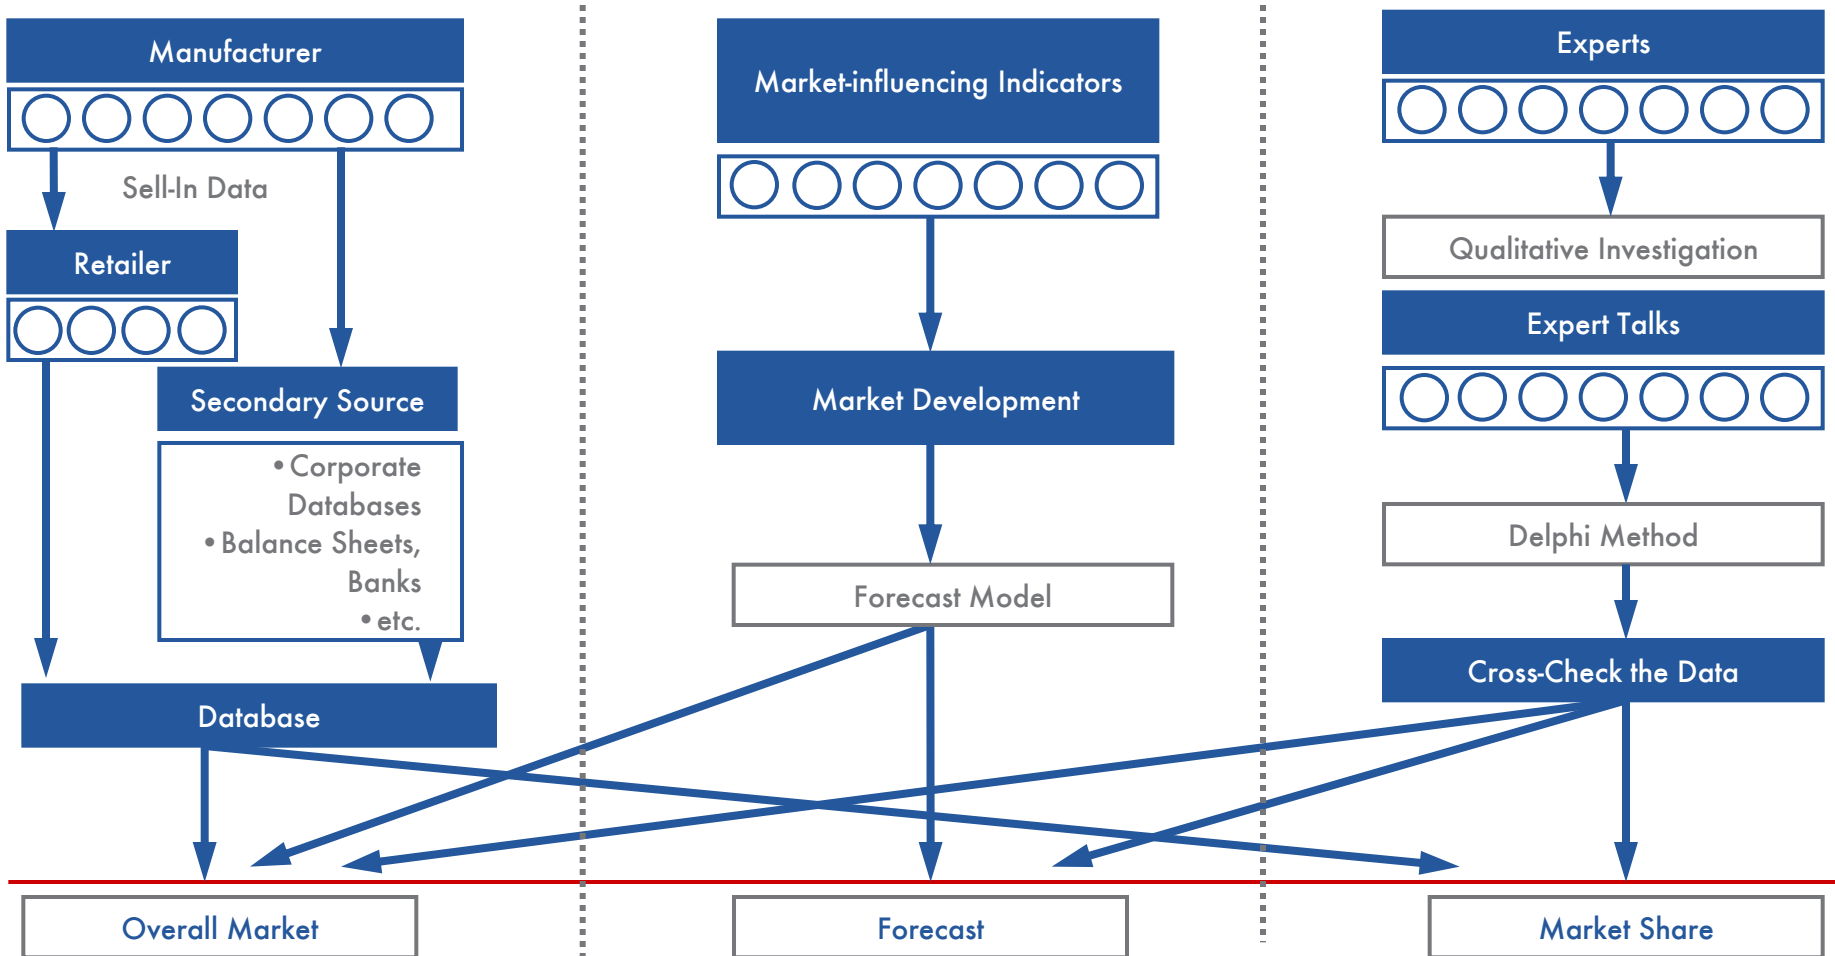 Manufacturer
Sell-In Data
Retailer
Secondary Source
•Corporate
Databases
•Balance Sheets,
Banks
•etc.
Database
Overall Market
Market-influencing Indicators
Market Development
Forecast Model
Forecast
Experts
Qualitative Investigation
Expert Talks
Delphi Method
Cross-Check the Data
Market Share